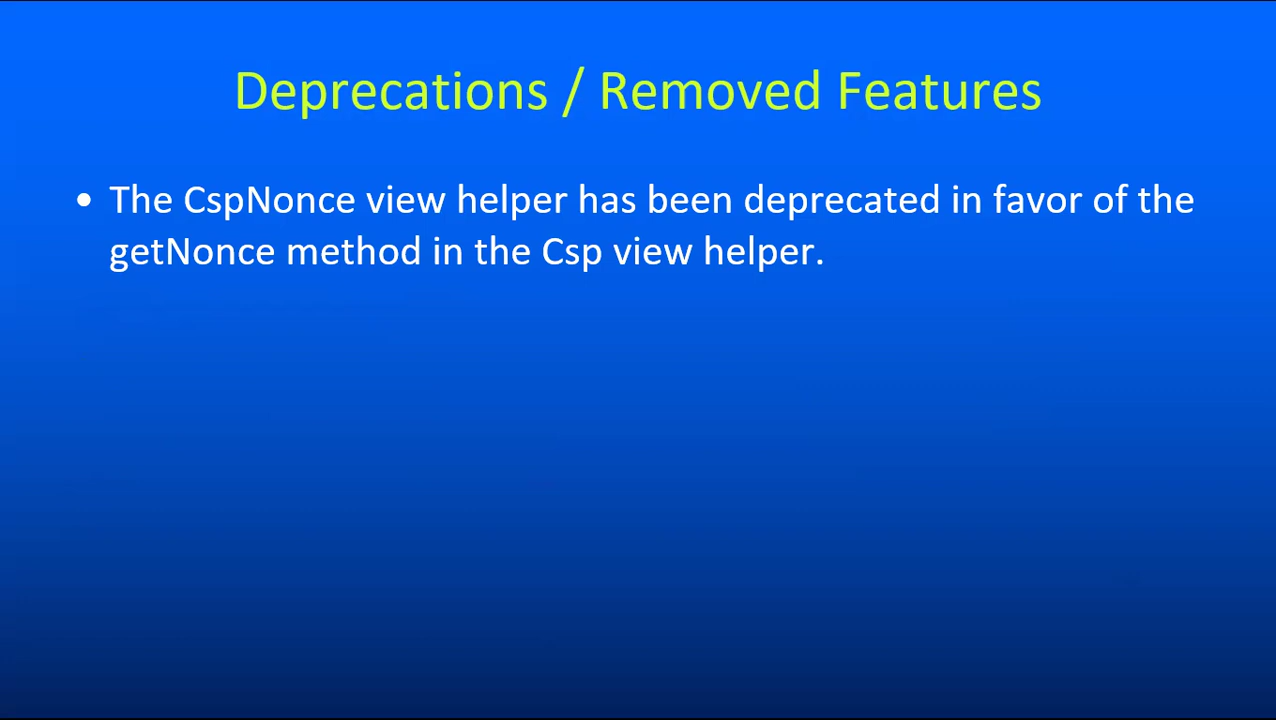 Deprecations / Removed Features
• The CspNonce view helper has been deprecated in favor of the
getNonce method in the Csp view helper.